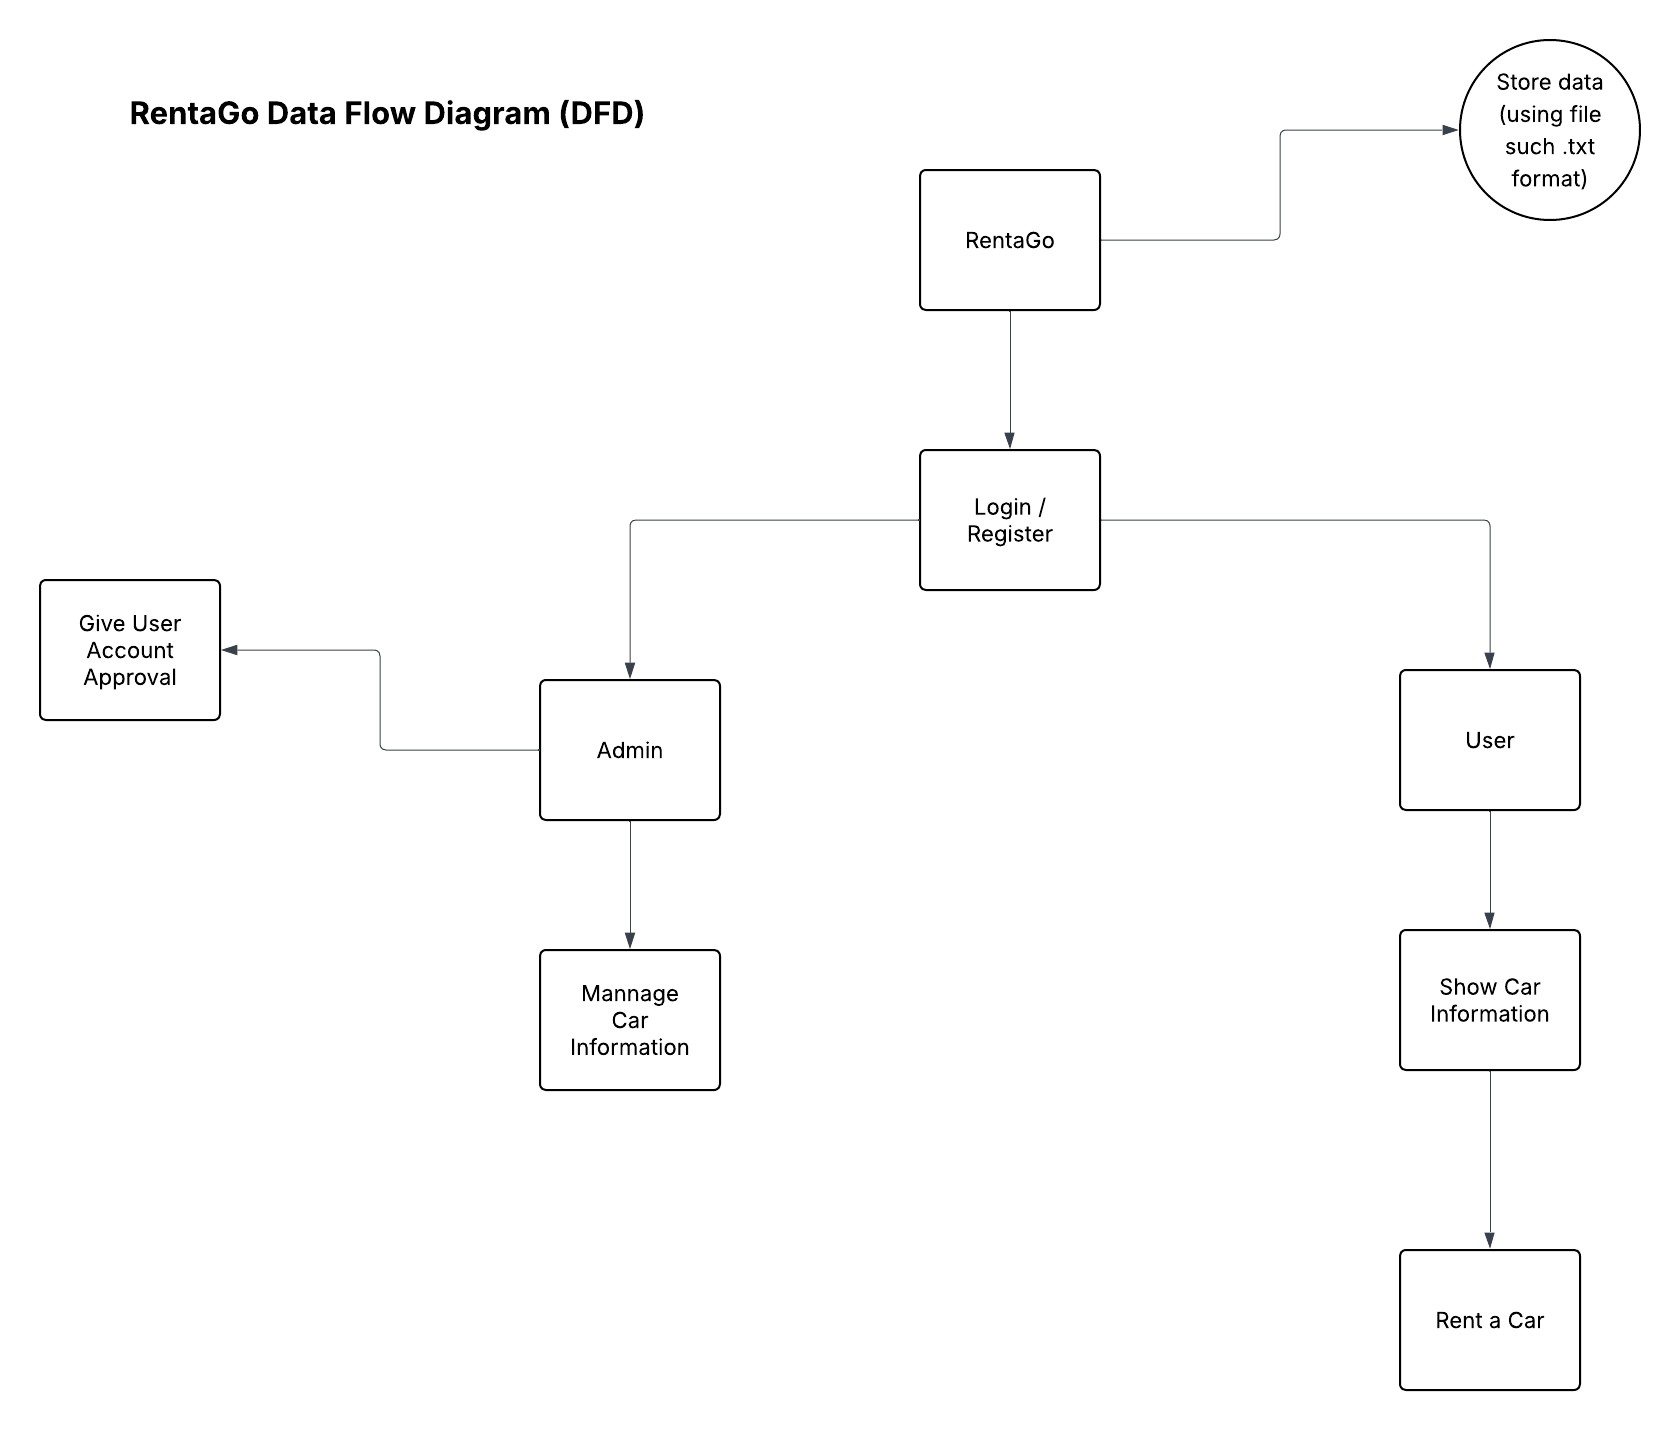 RentaGo Data Flow Diagram (DFD)
Store data
(using file
such .txt
format)
RentaGo
Login /
Register
Give User
Account
Approval
Admin
User
Mannage
Car
Information
Show Car
Information
Rent a Car